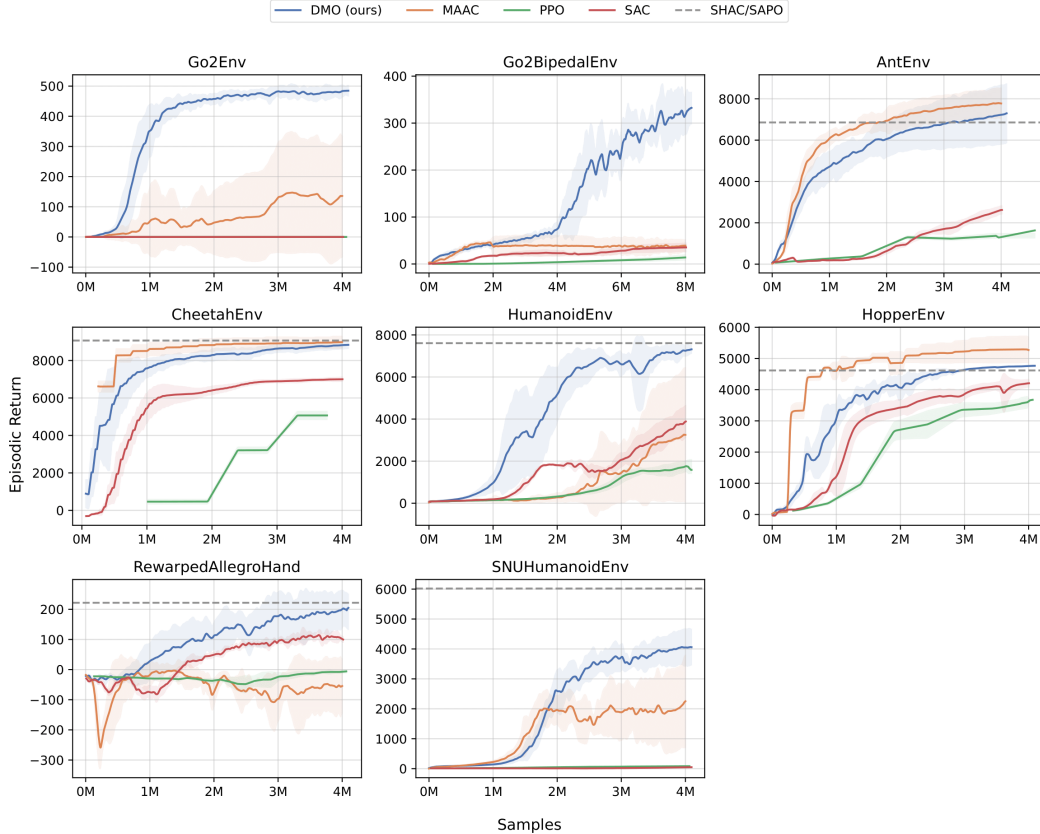 DMO (ours) MAAC PPO SAC SHAC/SAPO
Go2Env
500
400
300
200
100
0
−100
0M 1M 2M 3M 4M
Go2BipedalEnv
400
300
200
100
0
0M 2M 4M 6M 8M
AntEnv
8000
6000
4000
2000
0
0M 1M 2M 3M 4M
Episodic Return
CheetahEnv
8000
6000
4000
2000
0
0M 1M 2M 3M 4M
HumanoidEnv
8000
6000
4000
2000
0
0M 1M 2M 3M 4M
HopperEnv
6000
5000
4000
3000
2000
1000
0
0M 1M 2M 3M 4M
RewarpedAllegroHand
200
100
0
−100
−200
−300
0M 1M 2M 3M 4M
SNUHumanoidEnv
6000
5000
4000
3000
2000
1000
0
0M 1M 2M 3M 4M
Samples